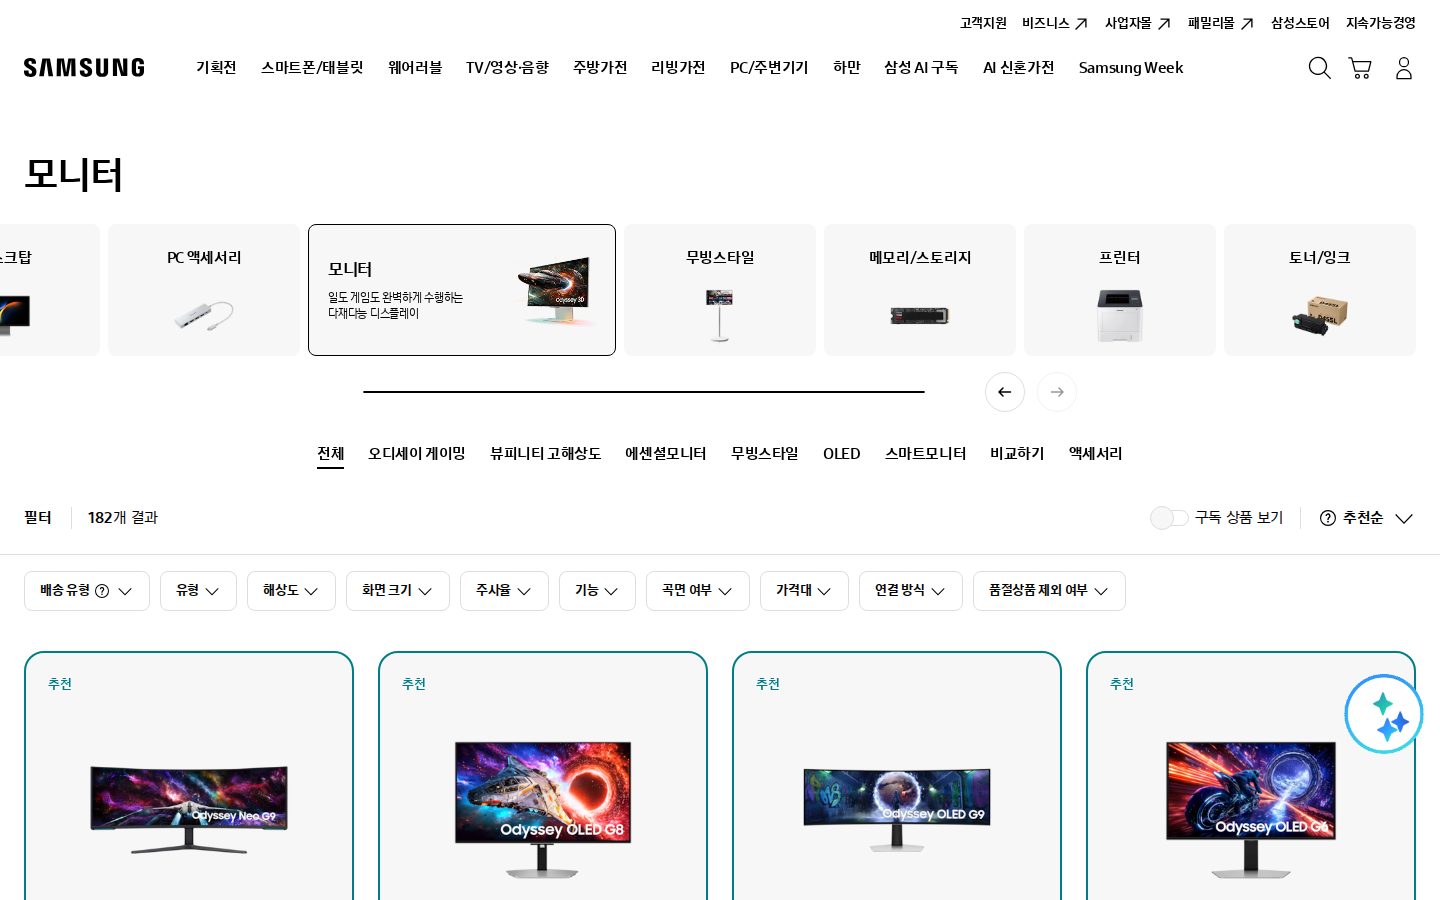 고객지원 비즈니스 사업자몰 패밀리몰 삼성스토어 지속가능경영
SAMSUNG 기획전 스마트폰/태블릿 웨어러블 TV/영상·음향 주방가전 리빙가전 PC/주변기기 하만 삼성 AI 구독 AI 신혼가전 Samsung Week
모니터
스크탑 PC 액세서리 무빙스타일 메모리/스토리지 프린터 토너/잉크
모니터
일도 게임도 완벽하게 수행하는
다재다능 디스플레이
Odyssey 3D
전체 오디세이 게이밍 뷰피니티 고해상도 에센셜모니터 무빙스타일 OLED 스마트모니터 비교하기 액세서리
필터 182개 결과 구독 상품 보기 추천순
배송 유형 유형 해상도 화면 크기 주사율 기능 곡면 여부 가격대 연결 방식 품절상품 제외 여부
추천 추천 추천 추천
Odyssey Neo G9 Odyssey OLED G8 Odyssey OLED G9 Odyssey OLED G6